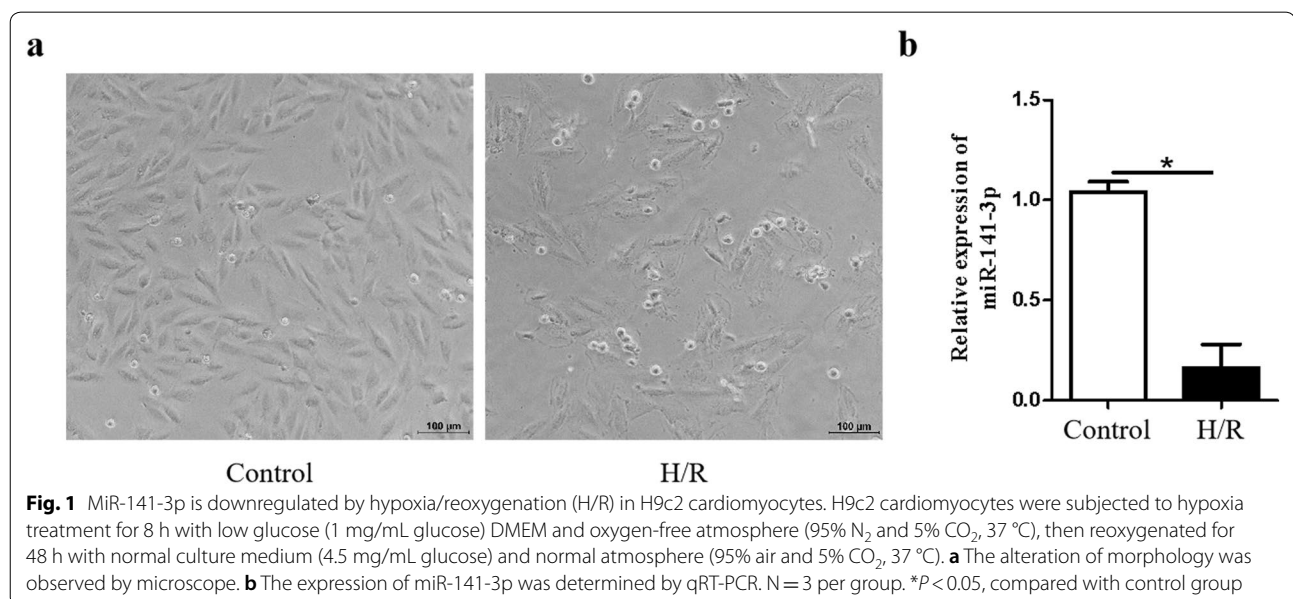 a
b
100 µm
100 µm
Control
H/R
Relative expression of
miR-141-3p
1.5
1.0
0.5
0.0
*
Control
H/R
Fig. 1 MiR-141-3p is downregulated by hypoxia/reoxygenation (H/R) in H9c2 cardiomyocytes. H9c2 cardiomyocytes were subjected to hypoxia
treatment for 8 h with low glucose (1 mg/mL glucose) DMEM and oxygen-free atmosphere (95% N₂ and 5% CO₂, 37 °C), then reoxygenated for
48 h with normal culture medium (4.5 mg/mL glucose) and normal atmosphere (95% air and 5% CO₂, 37 °C). a The alteration of morphology was
observed by microscope. b The expression of miR-141-3p was determined by qRT-PCR. N = 3 per group. *P < 0.05, compared with control group